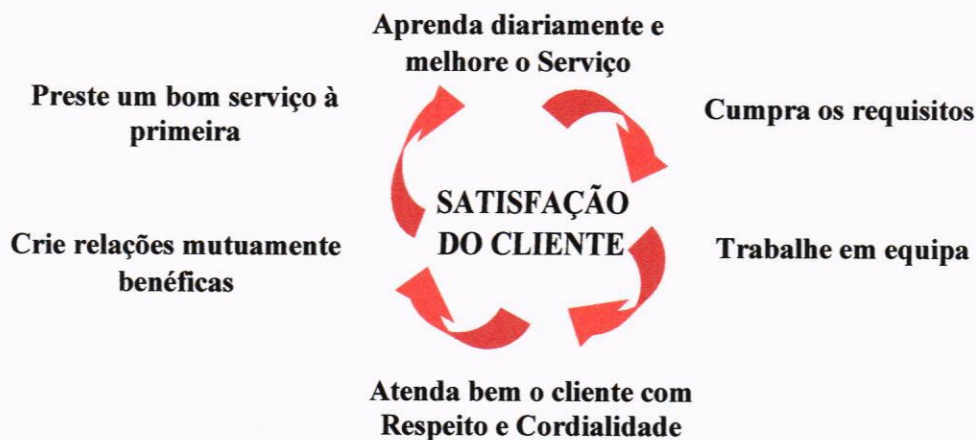 Aprenda diariamente e
melhore o Serviço
Preste um bom serviço à
primeira
Cumpra os requisitos
SATISFAÇÃO
DO CLIENTE
Crie relações mutuamente
benéficas
Trabalhe em equipa
Atenda bem o cliente com
Respeito e Cordialidade